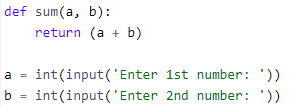 def sum(a, b):
    return (a + b)

a = int(input('Enter 1st number: '))
b = int(input('Enter 2nd number: '))